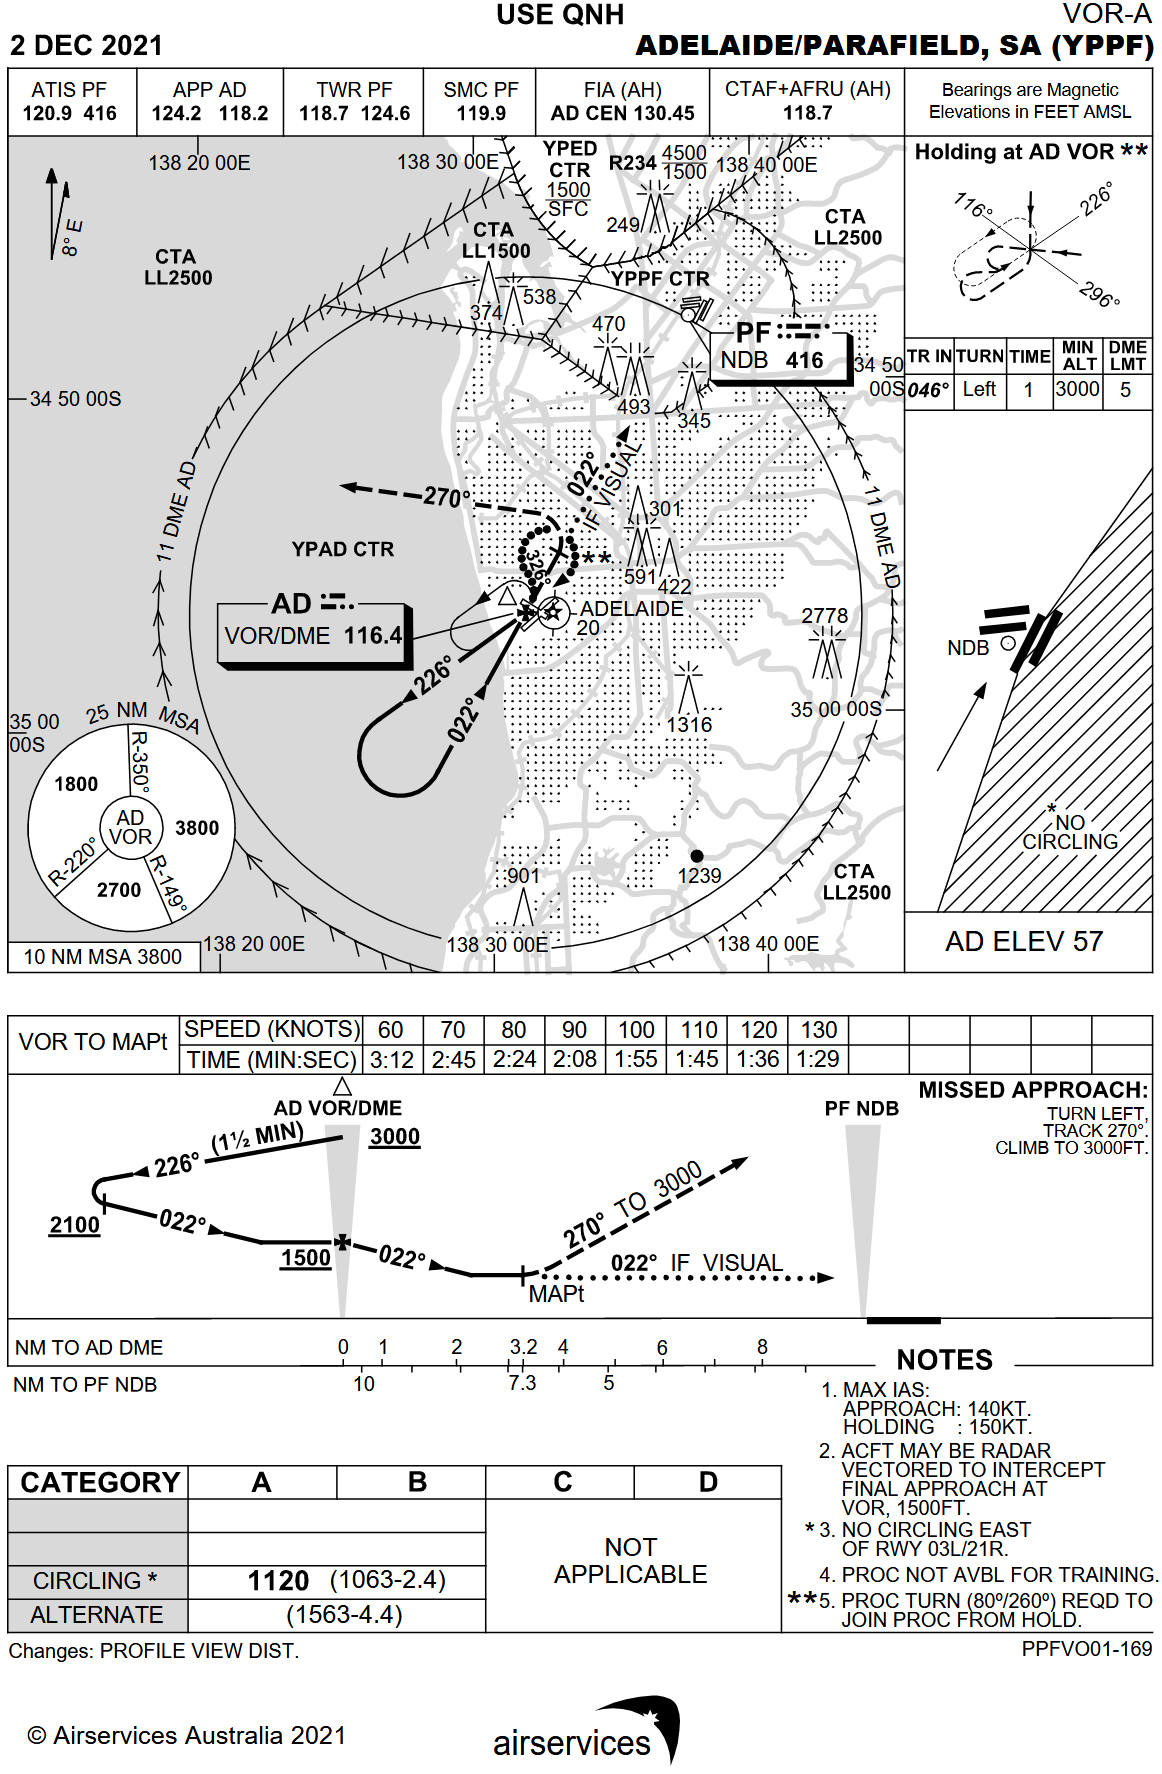 USE QNH
VOR-A
2 DEC 2021
ADELAIDE/PARAFIELD, SA (YPPF)
ATIS PF
120.9 416
APP AD
124.2 118.2
TWR PF
118.7 124.6
SMC PF
119.9
FIA (AH)
AD CEN 130.45
CTAF+AFRU (AH)
118.7
Bearings are Magnetic
Elevations in FEET AMSL
138 20 00E
138 30 00E
YPED
CTR
1500
SFC
R234
4500
1500
138 40 00E
249
8° E
CTA
LL2500
CTA
LL1500
CTA
LL2500
YPPF CTR
374
538
470
493
345
PF
NDB 416
34 50
00S
34 50 00S
11 DME AD
11 DME AD
270°
022°
IF VISUAL
326°
**
301
591
422
YPAD CTR
AD
VOR/DME 116.4
ADELAIDE
20
2778
226°
022°
1316
35 00 00S
35 00
00S
25 NM MSA
R-350°
1800
AD
VOR
3800
R-220°
R-149°
2700
901
1239
CTA
LL2500
10 NM MSA 3800
138 20 00E
138 30 00E
138 40 00E
Holding at AD VOR **
116°
226°
296°
TR IN TURN TIME MIN ALT DME LMT
046° Left 1 3000 5
NDB
*NO
CIRCLING
AD ELEV 57
VOR TO MAPt
SPEED (KNOTS) 60 70 80 90 100 110 120 130
TIME (MIN:SEC) 3:12 2:45 2:24 2:08 1:55 1:45 1:36 1:29
AD VOR/DME
3000
226° (1½ MIN)
2100
022°
1500
022°
MAPt
270° TO 3000
022° IF VISUAL
PF NDB
MISSED APPROACH:
TURN LEFT,
TRACK 270°.
CLIMB TO 3000FT.
NM TO AD DME 0 1 2 3.2 4 6 8
NM TO PF NDB 10 7.3 5
NOTES
1. MAX IAS:
APPROACH: 140KT.
HOLDING : 150KT.
2. ACFT MAY BE RADAR
VECTORED TO INTERCEPT
FINAL APPROACH AT
VOR, 1500FT.
* 3. NO CIRCLING EAST
OF RWY 03L/21R.
4. PROC NOT AVBL FOR TRAINING.
**5. PROC TURN (80º/260º) REQD TO
JOIN PROC FROM HOLD.
CATEGORY A B C D
NOT
APPLICABLE
CIRCLING * 1120 (1063-2.4)
ALTERNATE (1563-4.4)
Changes: PROFILE VIEW DIST.
PPFVO01-169
© Airservices Australia 2021
airservices